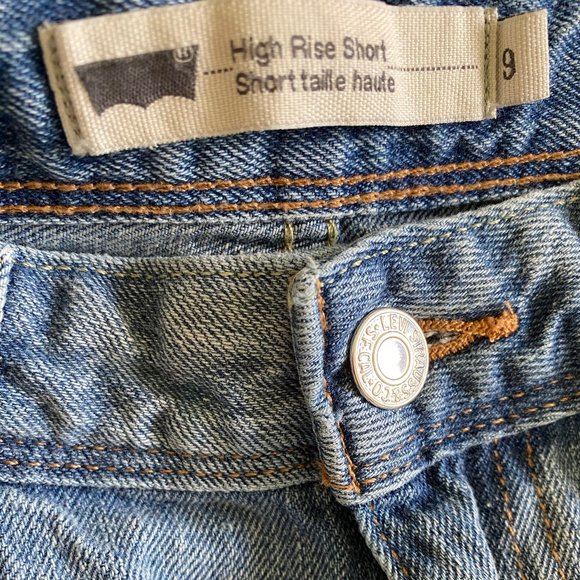 High Rise Short
Short taille haute
9
LEVI STRAUSS & CO. S.F. CAL.